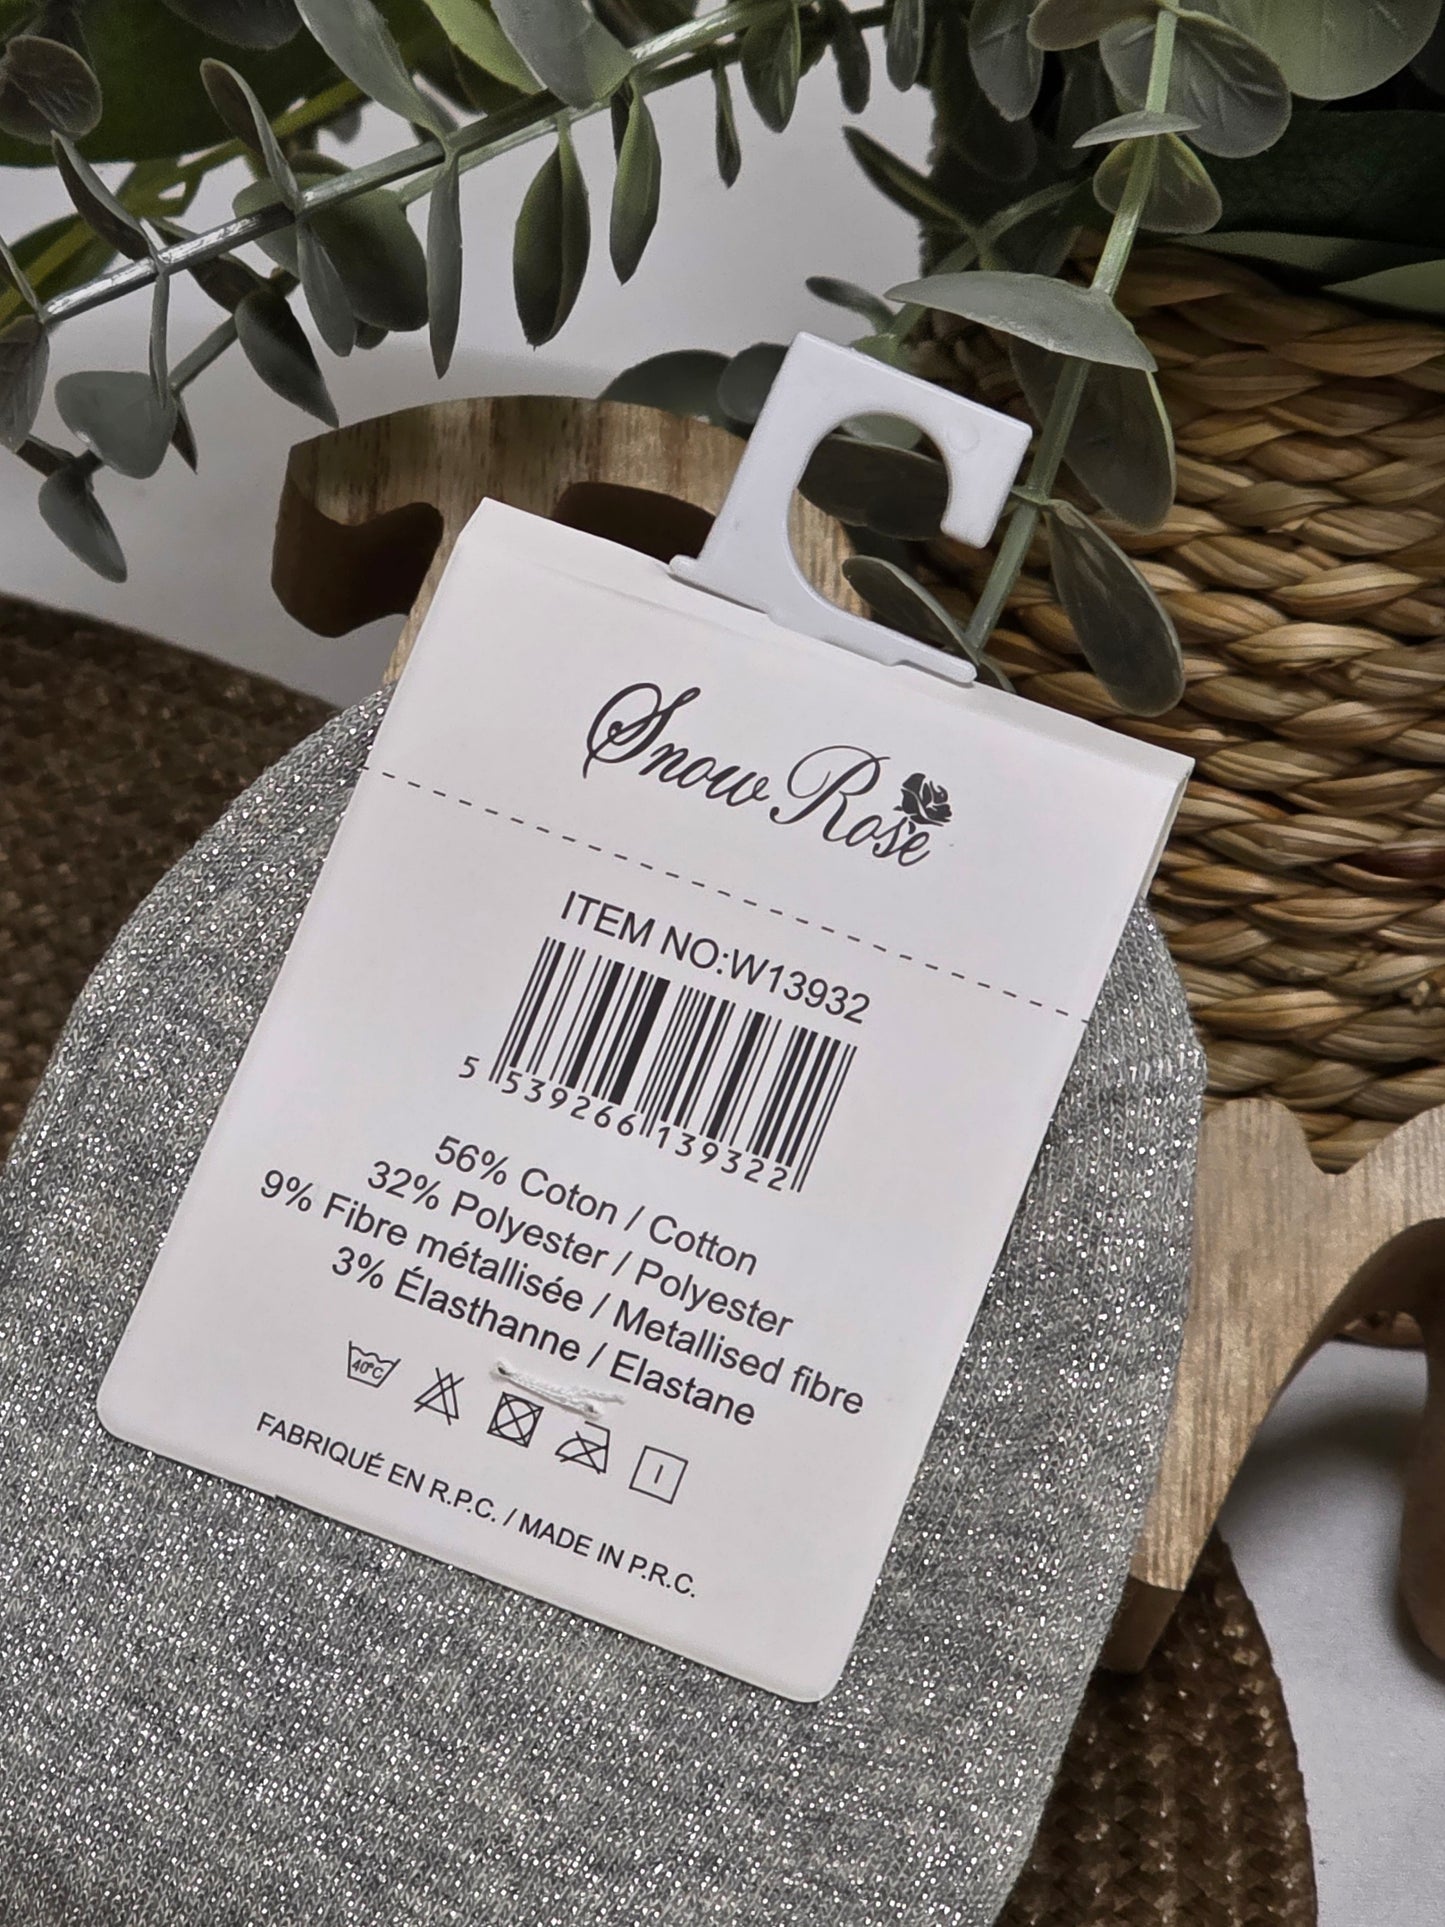 Snow Rose
ITEM NO:W13932
5 539266 139322
56% Coton / Cotton
32% Polyester / Polyester
9% Fibre métallisée / Metallised fibre
3% Élasthanne / Elastane
40°C
FABRIQUÉ EN R.P.C. / MADE IN P.R.C.